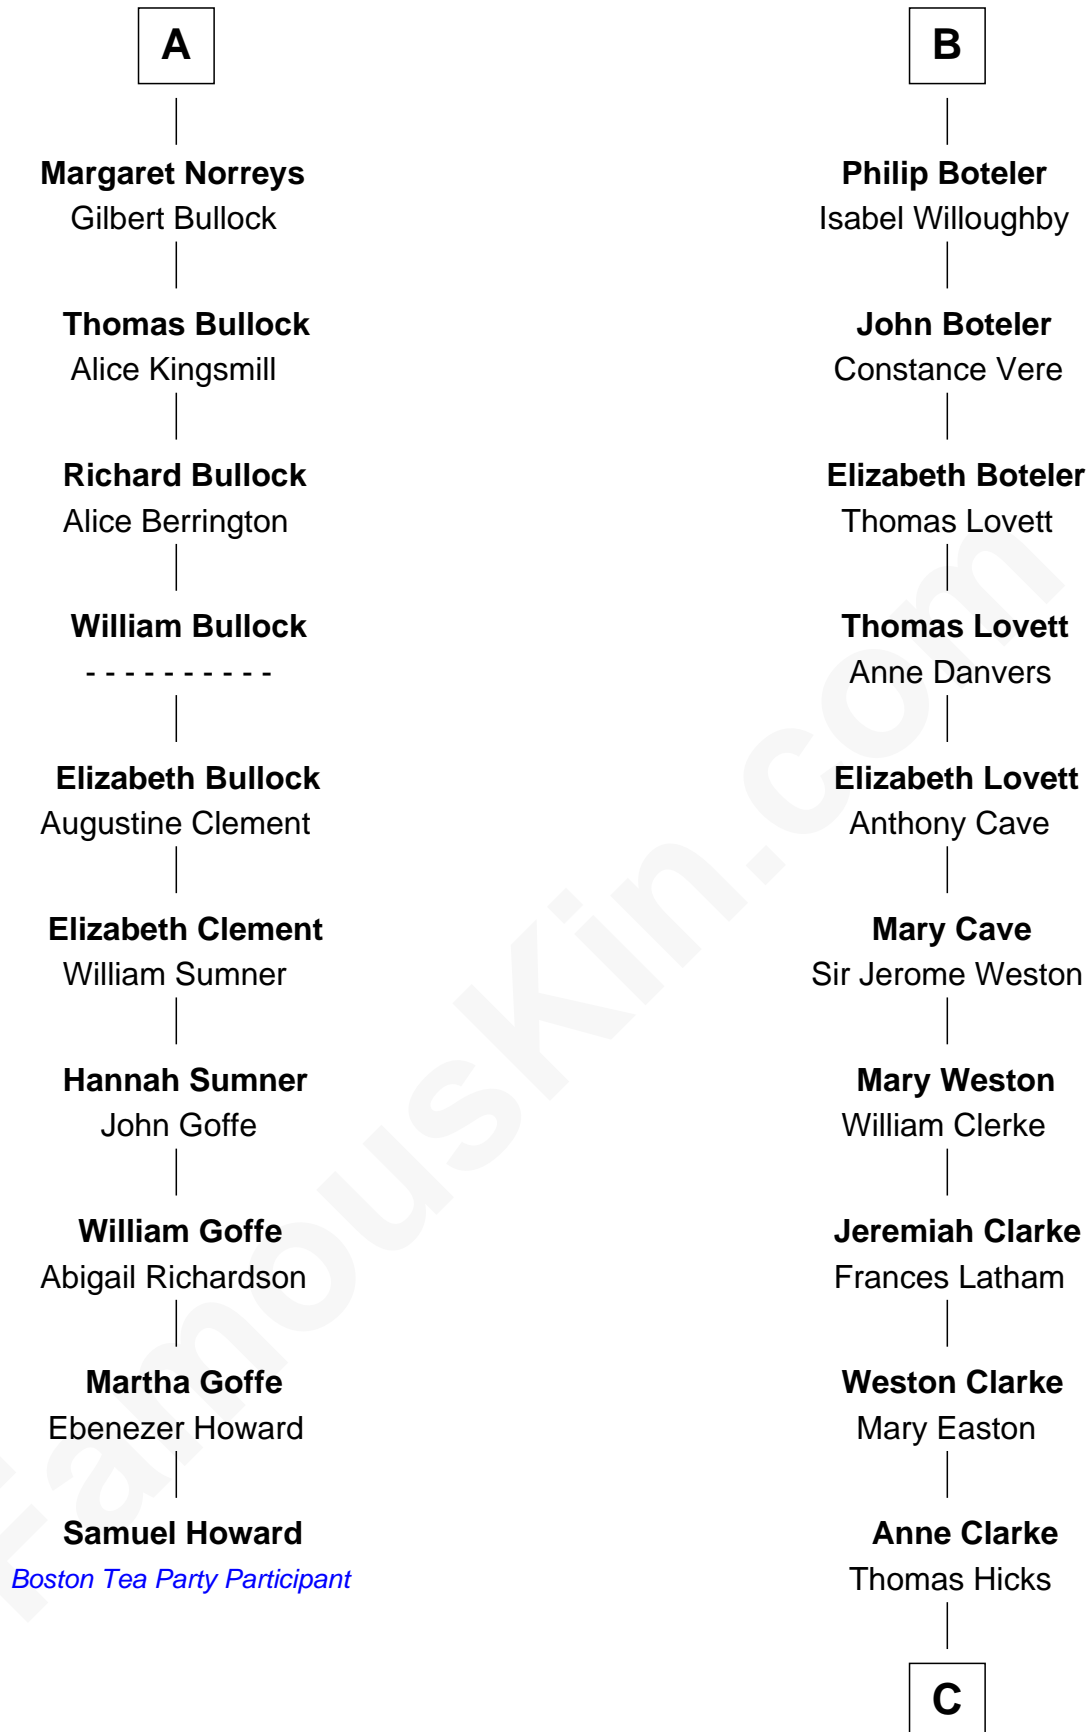 A
Margaret Norreys
Gilbert Bullock
Thomas Bullock
Alice Kingsmill
Richard Bullock
Alice Berrington
William Bullock
- - - - - - - - - -
Elizabeth Bullock
Augustine Clement
Elizabeth Clement
William Sumner
Hannah Sumner
John Goffe
William Goffe
Abigail Richardson
Martha Goffe
Ebenezer Howard
Samuel Howard
Boston Tea Party Participant
B
Philip Boteler
Isabel Willoughby
John Boteler
Constance Vere
Elizabeth Boteler
Thomas Lovett
Thomas Lovett
Anne Danvers
Elizabeth Lovett
Anthony Cave
Mary Cave
Sir Jerome Weston
Mary Weston
William Clerke
Jeremiah Clarke
Frances Latham
Weston Clarke
Mary Easton
Anne Clarke
Thomas Hicks
C
FamousKin.com